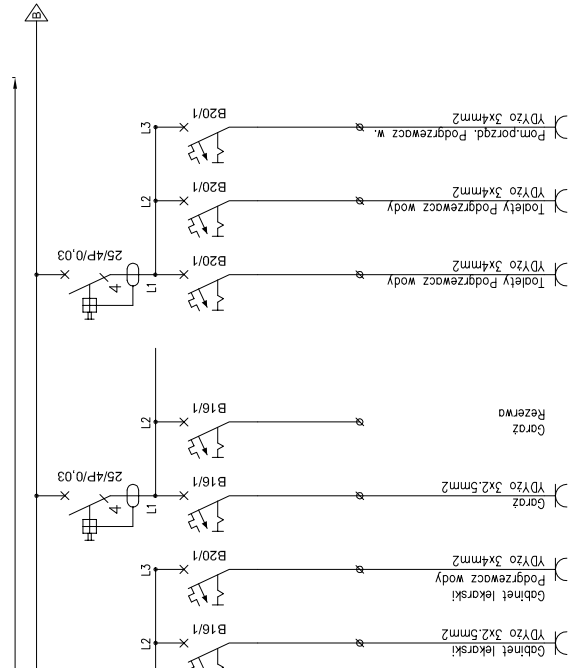 Gabinet lekarski
YDYżo 3x2.5mm2
B16/1
L2
Gabinet lekarski
Podgrzewacz wody
YDYżo 3x4mm2
B20/1
L3
Garaż
YDYżo 3x2.5mm2
B16/1
L1
4
25/4P/0,03
Garaż
Rezerwa
B16/1
L2
Toalety Podgrzewacz wody
YDYżo 3x4mm2
B20/1
L1
4
25/4P/0,03
Toalety Podgrzewacz wody
YDYżo 3x4mm2
B20/1
L2
Pom.porząd. Podgrzewacz w.
YDYżo 3x4mm2
B20/1
L3
B